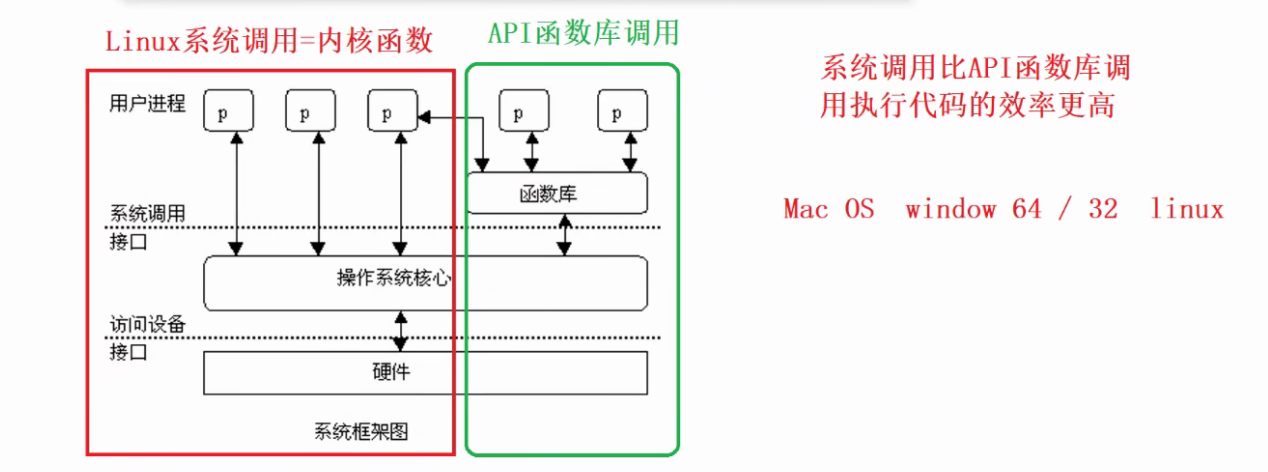 Linux系统调用=内核函数
API函数库调用
系统调用比API函数库调
用执行代码的效率更高
Mac OS window 64 / 32 linux
用户进程
p
p
p
p
p
函数库
系统调用
接口
操作系统核心
访问设备
接口
硬件
系统框架图